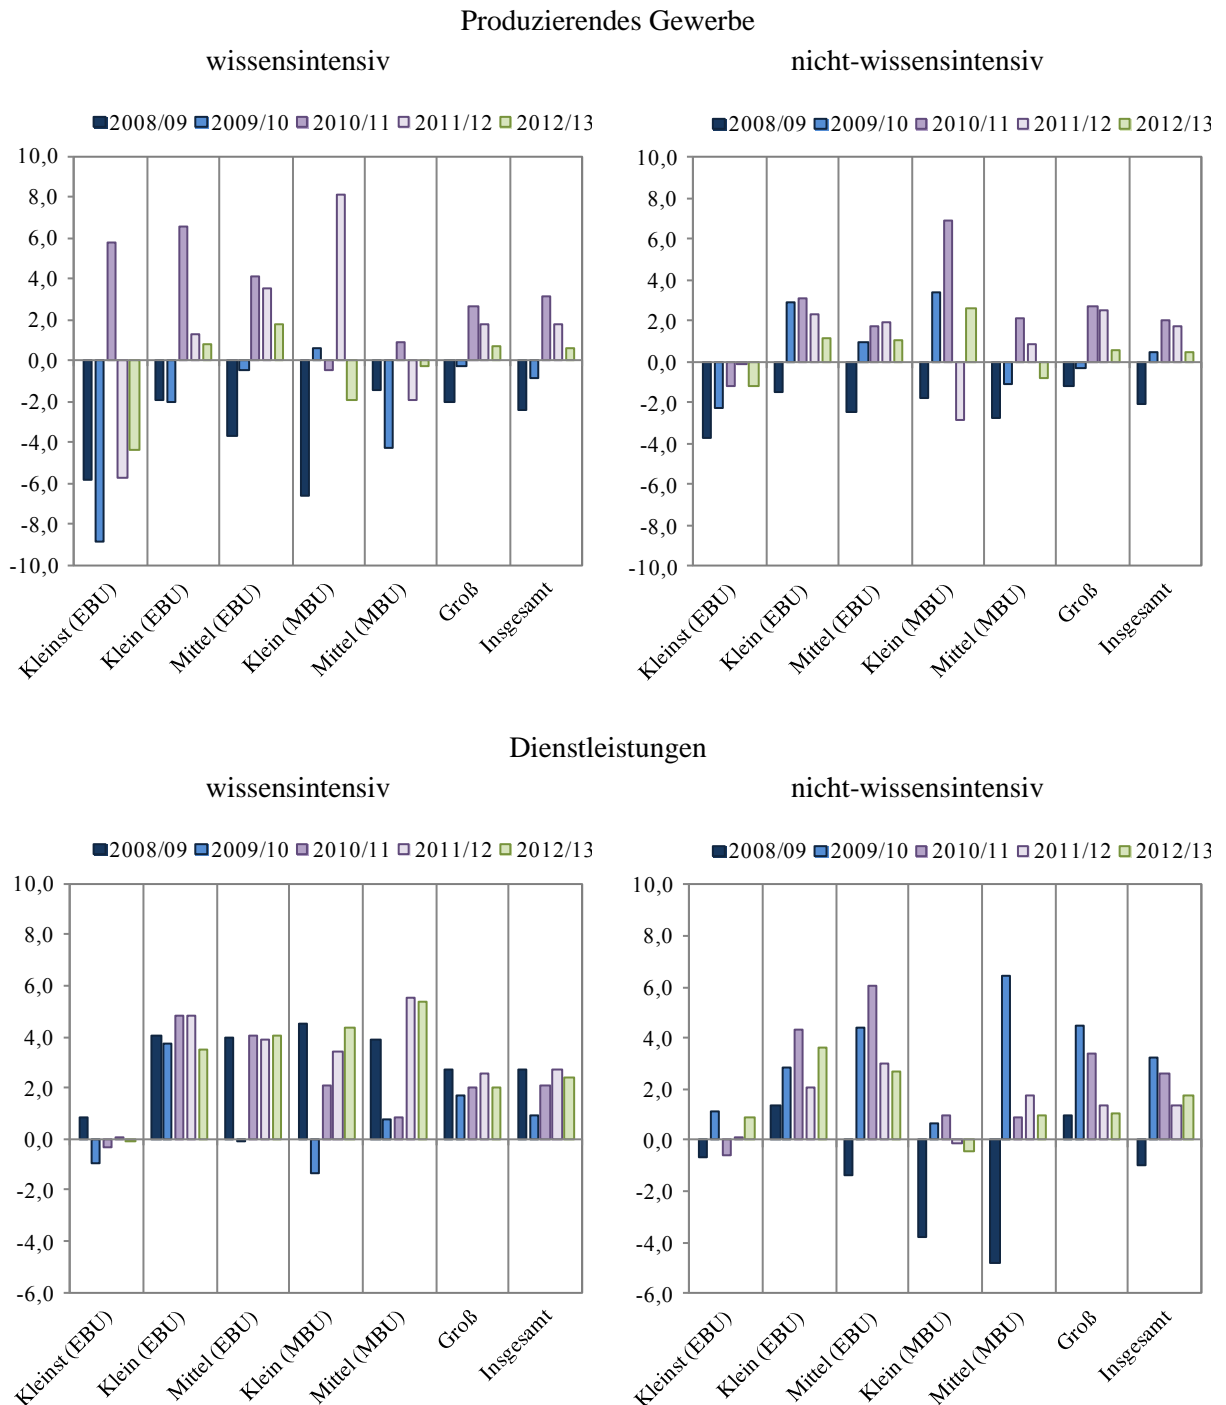 Produzierendes Gewerbe
wissensintensiv
nicht-wissensintensiv
2008/09 2009/10 2010/11 2011/12 2012/13
10,0
8,0
6,0
4,0
2,0
0,0
-2,0
-4,0
-6,0
-8,0
-10,0
Kleinst (EBU)
Klein (EBU)
Mittel (EBU)
Klein (MBU)
Mittel (MBU)
Groß
Insgesamt
2008/09 2009/10 2010/11 2011/12 2012/13
10,0
8,0
6,0
4,0
2,0
0,0
-2,0
-4,0
-6,0
-8,0
-10,0
Kleinst (EBU)
Klein (EBU)
Mittel (EBU)
Klein (MBU)
Mittel (MBU)
Groß
Insgesamt
Dienstleistungen
wissensintensiv
nicht-wissensintensiv
2008/09 2009/10 2010/11 2011/12 2012/13
10,0
8,0
6,0
4,0
2,0
0,0
-2,0
-4,0
-6,0
Kleinst (EBU)
Klein (EBU)
Mittel (EBU)
Klein (MBU)
Mittel (MBU)
Groß
Insgesamt
2008/09 2009/10 2010/11 2011/12 2012/13
10,0
8,0
6,0
4,0
2,0
0,0
-2,0
-4,0
-6,0
Kleinst (EBU)
Klein (EBU)
Mittel (EBU)
Klein (MBU)
Mittel (MBU)
Groß
Insgesamt